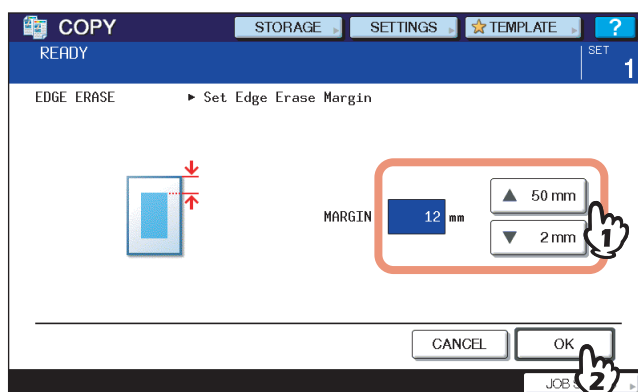 COPY STORAGE SETTINGS TEMPLATE ?
READY SET
1
EDGE ERASE ► Set Edge Erase Margin
▲ 50 mm
MARGIN 12 mm
▼ 2 mm
1
CANCEL OK
JOB
2